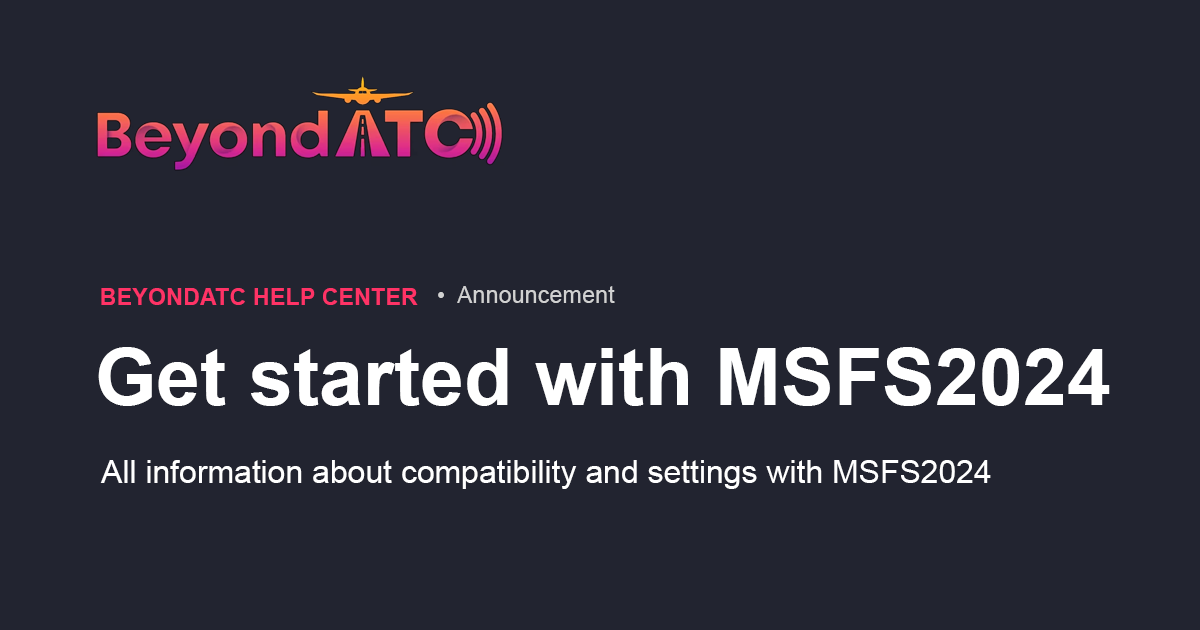 BeyondATC
BEYONDATC HELP CENTER • Announcement
Get started with MSFS2024
All information about compatibility and settings with MSFS2024